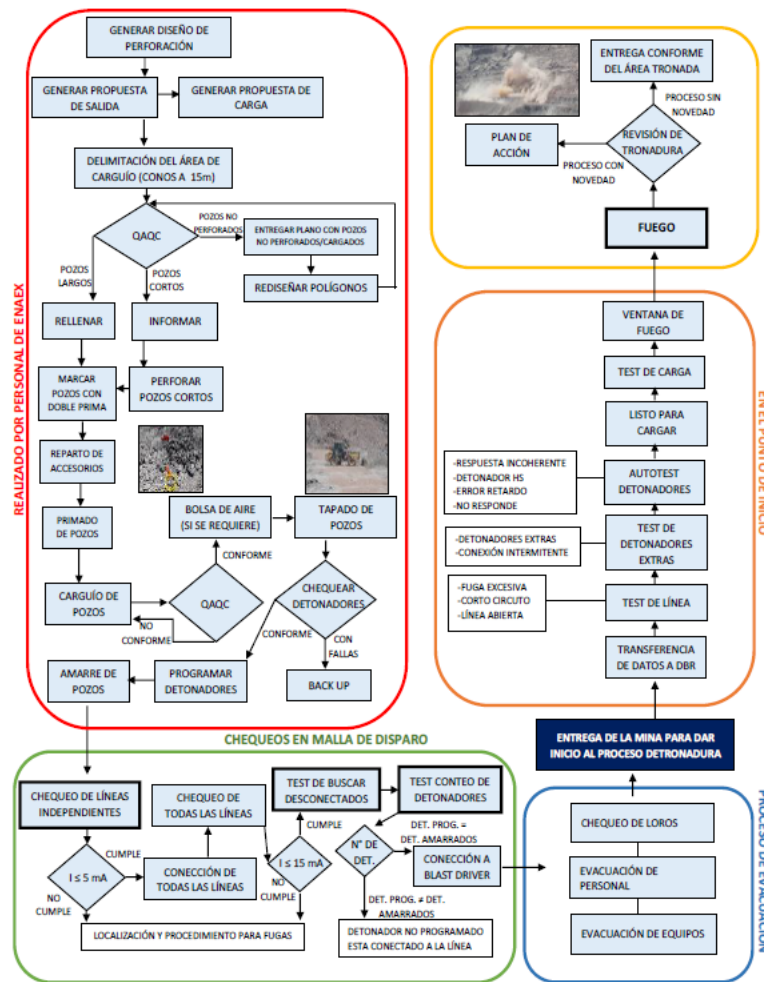 REALIZADO POR PERSONAL DE ENAEX
GENERAR DISEÑO DE
PERFORACIÓN
GENERAR PROPUESTA
DE SALIDA
GENERAR PROPUESTA DE
CARGA
DELIMITACIÓN DEL ÁREA DE
CARGUÍO (CONOS A 15m)
QAQC
POZOS NO
PERFORADOS
ENTREGAR PLANO CON POZOS
NO PERFORADOS/CARGADOS
REDISEÑAR POLÍGONOS
POZOS
LARGOS
POZOS
CORTOS
RELLENAR
INFORMAR
MARCAR
POZOS CON
DOBLE PRIMA
PERFORAR
POZOS CORTOS
REPARTO DE
ACCESORIOS
PRIMADO
DE POZOS
CARGUÍO DE
POZOS
QAQC
NO
CONFORME
CONFORME
BOLSA DE AIRE
(SI SE REQUIERE)
TAPADO DE
POZOS
CHEQUEAR
DETONADORES
CONFORME
CON
FALLAS
BACK UP
PROGRAMAR
DETONADORES
AMARRE DE
POZOS
CHEQUEOS EN MALLA DE DISPARO
CHEQUEO DE LÍNEAS
INDEPENDIENTES
I ≤ 5 mA
CUMPLE
NO
CUMPLE
CONECCIÓN DE
TODAS LAS LÍNEAS
CHEQUEO DE
TODAS LAS LÍNEAS
I ≤ 15 mA
CUMPLE
NO
CUMPLE
LOCALIZACIÓN Y PROCEDIMIENTO PARA FUGAS
TEST DE BUSCAR
DESCONECTADOS
TEST CONTEO DE
DETONADORES
N° DE
DET.
DET. PROG. =
DET. AMARRADOS
CONECCIÓN A
BLAST DRIVER
DET. PROG. ≠ DET.
AMARRADOS
DETONADOR NO PROGRAMADO
ESTA CONECTADO A LA LÍNEA
PROCESO DE EVACUACIÓN
CHEQUEO DE LOROS
EVACUACIÓN DE
PERSONAL
EVACUACIÓN DE EQUIPOS
ENTREGA DE LA MINA PARA DAR
INICIO AL PROCESO DETRONADURA
EN EL PUNTO DE INICIO
TRANSFERENCIA
DE DATOS A DBR
TEST DE LÍNEA
-FUGA EXCESIVA
-CORTO CIRCUTO
-LÍNEA ABIERTA
TEST DE
DETONADORES
EXTRAS
-DETONADORES EXTRAS
-CONEXIÓN INTERMITENTE
AUTOTEST
DETONADORES
-RESPUESTA INCOHERENTE
-DETONADOR HS
-ERROR RETARDO
-NO RESPONDE
LISTO PARA
CARGAR
TEST DE CARGA
VENTANA DE
FUEGO
FUEGO
REVISIÓN DE
TRONADURA
PROCESO CON
NOVEDAD
PLAN DE
ACCIÓN
PROCESO SIN
NOVEDAD
ENTREGA CONFORME
DEL ÁREA TRONADA